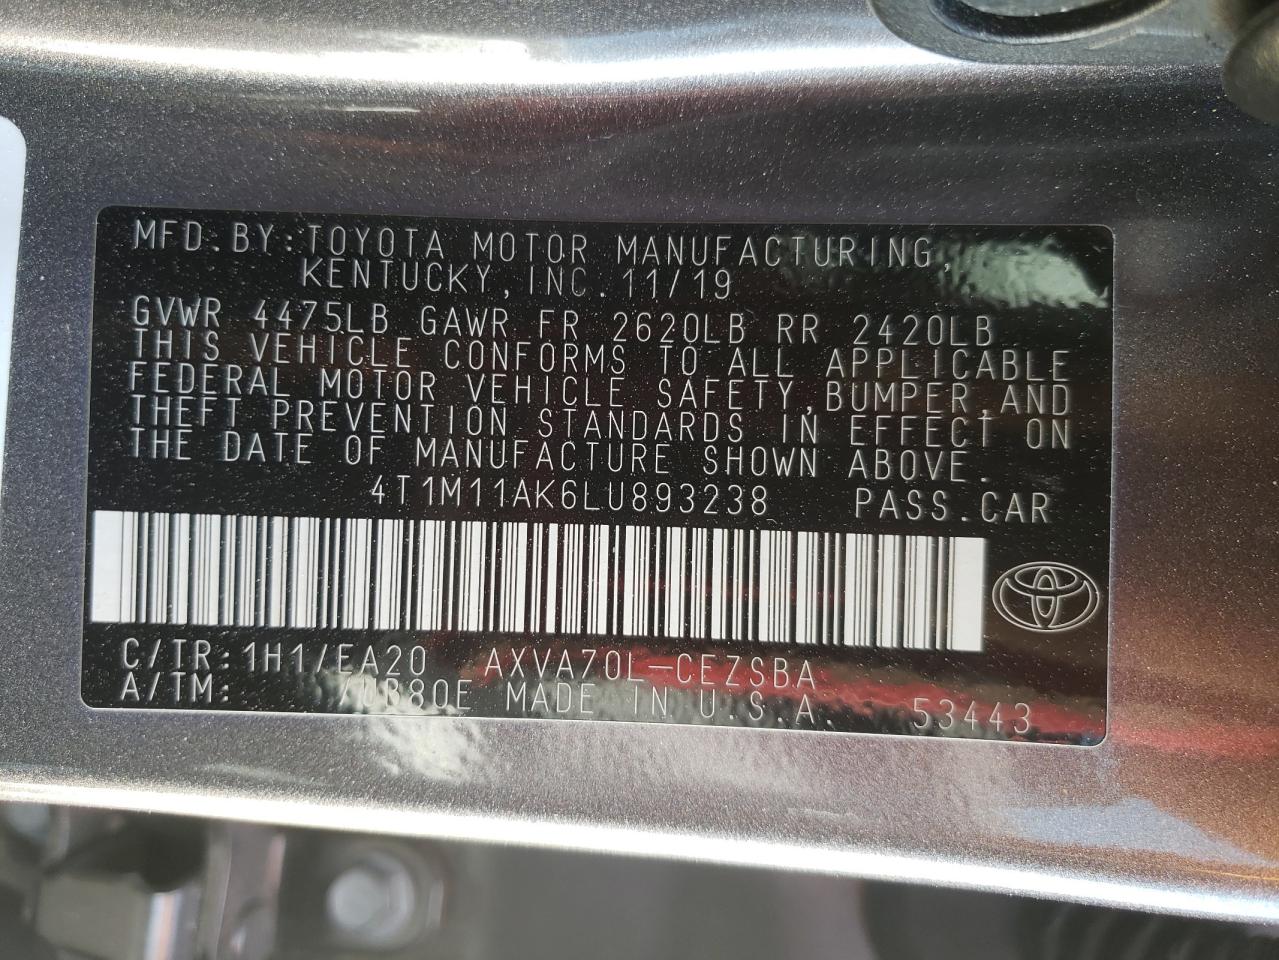 MFD.BY:TOYOTA MOTOR MANUFACTURING,
KENTUCKY,INC. 11/19
GVWR 4475LB GAWR FR 2620LB RR 2420LB
THIS VEHICLE CONFORMS TO ALL APPLICABLE
FEDERAL MOTOR VEHICLE SAFETY,BUMPER,AND
THEFT PREVENTION STANDARDS IN EFFECT ON
THE DATE OF MANUFACTURE SHOWN ABOVE.
4T1M11AK6LU893238 PASS.CAR
C/TR:1H1/EA20 AXVA70L-CEZSBA
A/TM: /UB80E MADE IN U.S.A. 53443